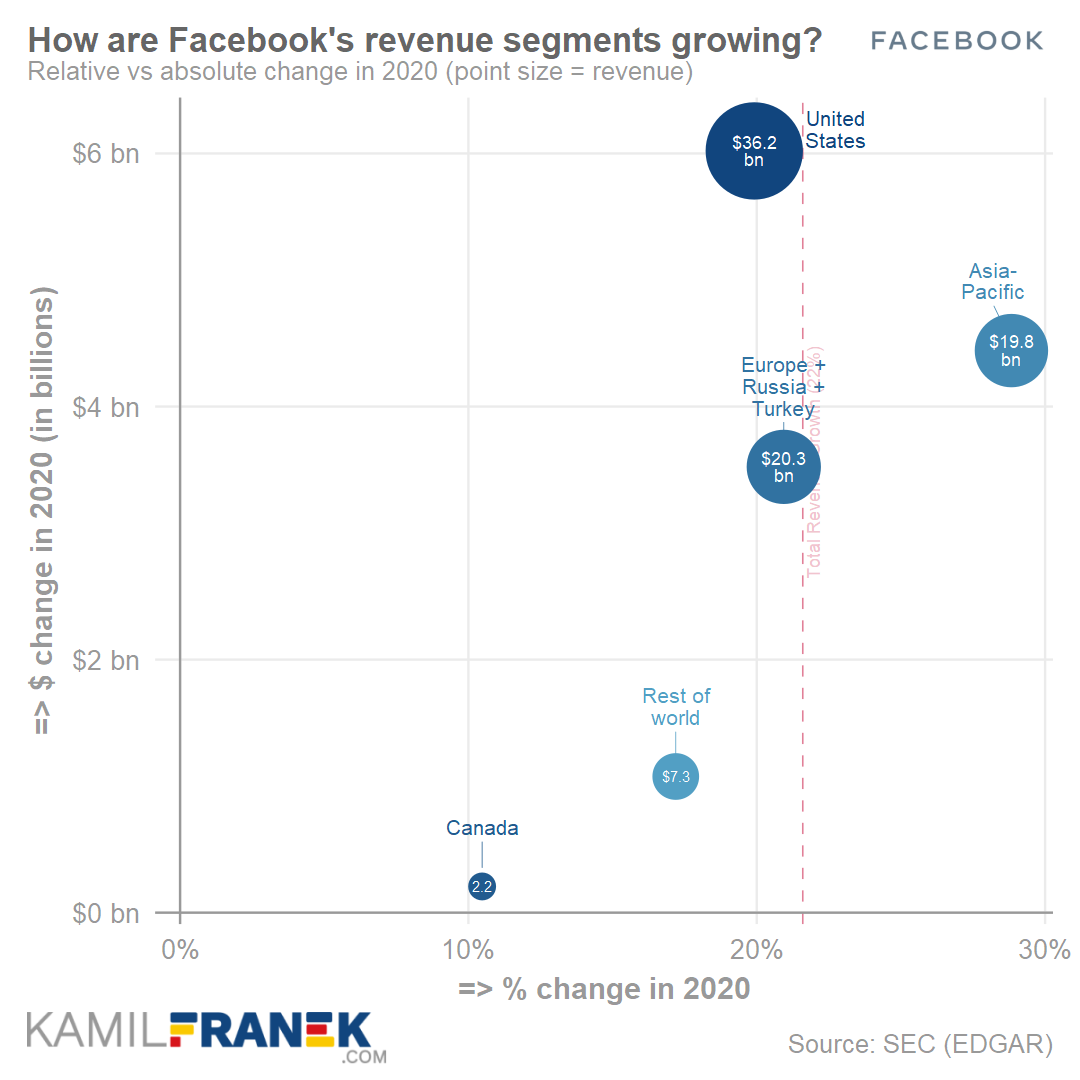 How are Facebook's revenue segments growing?
FACEBOOK
Relative vs absolute change in 2020 (point size = revenue)
$6 bn
$4 bn
$2 bn
$0 bn
=> $ change in 2020 (in billions)
United
States
$36.2
bn
Asia-
Pacific
$19.8
bn
Europe +
Russia +
Turkey
$20.3
bn
Total Revenue Growth (22%)
Rest of
world
$7.3
Canada
2.2
0%
10%
20%
30%
=> % change in 2020
KAMILFRANEK
.COM
Source: SEC (EDGAR)